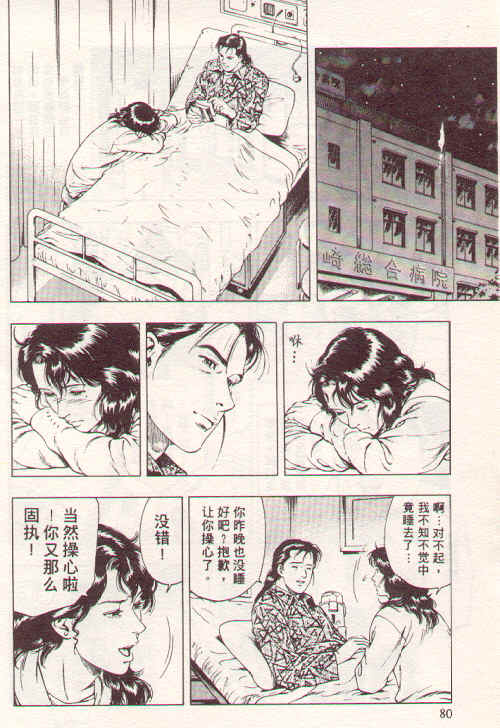 崎総合病院
咻…
啊…对不起，
我不知不觉中
竟睡去了…
你昨晚也没睡
好吧？抱歉，
让你操心了。
没错！
当然操心啦
！你又那么
固执！
80